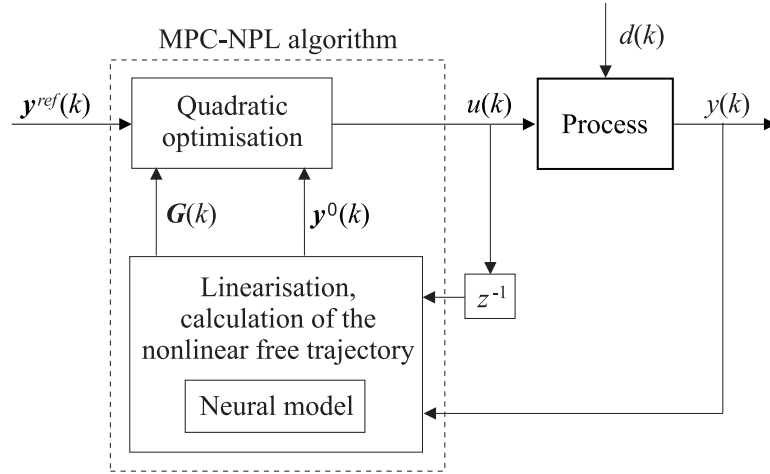 MPC-NPL algorithm
d(k)
y^ref(k)
Quadratic
optimisation
u(k)
Process
y(k)
G(k)
y^0(k)
Linearisation,
calculation of the
nonlinear free trajectory
z^-1
Neural model